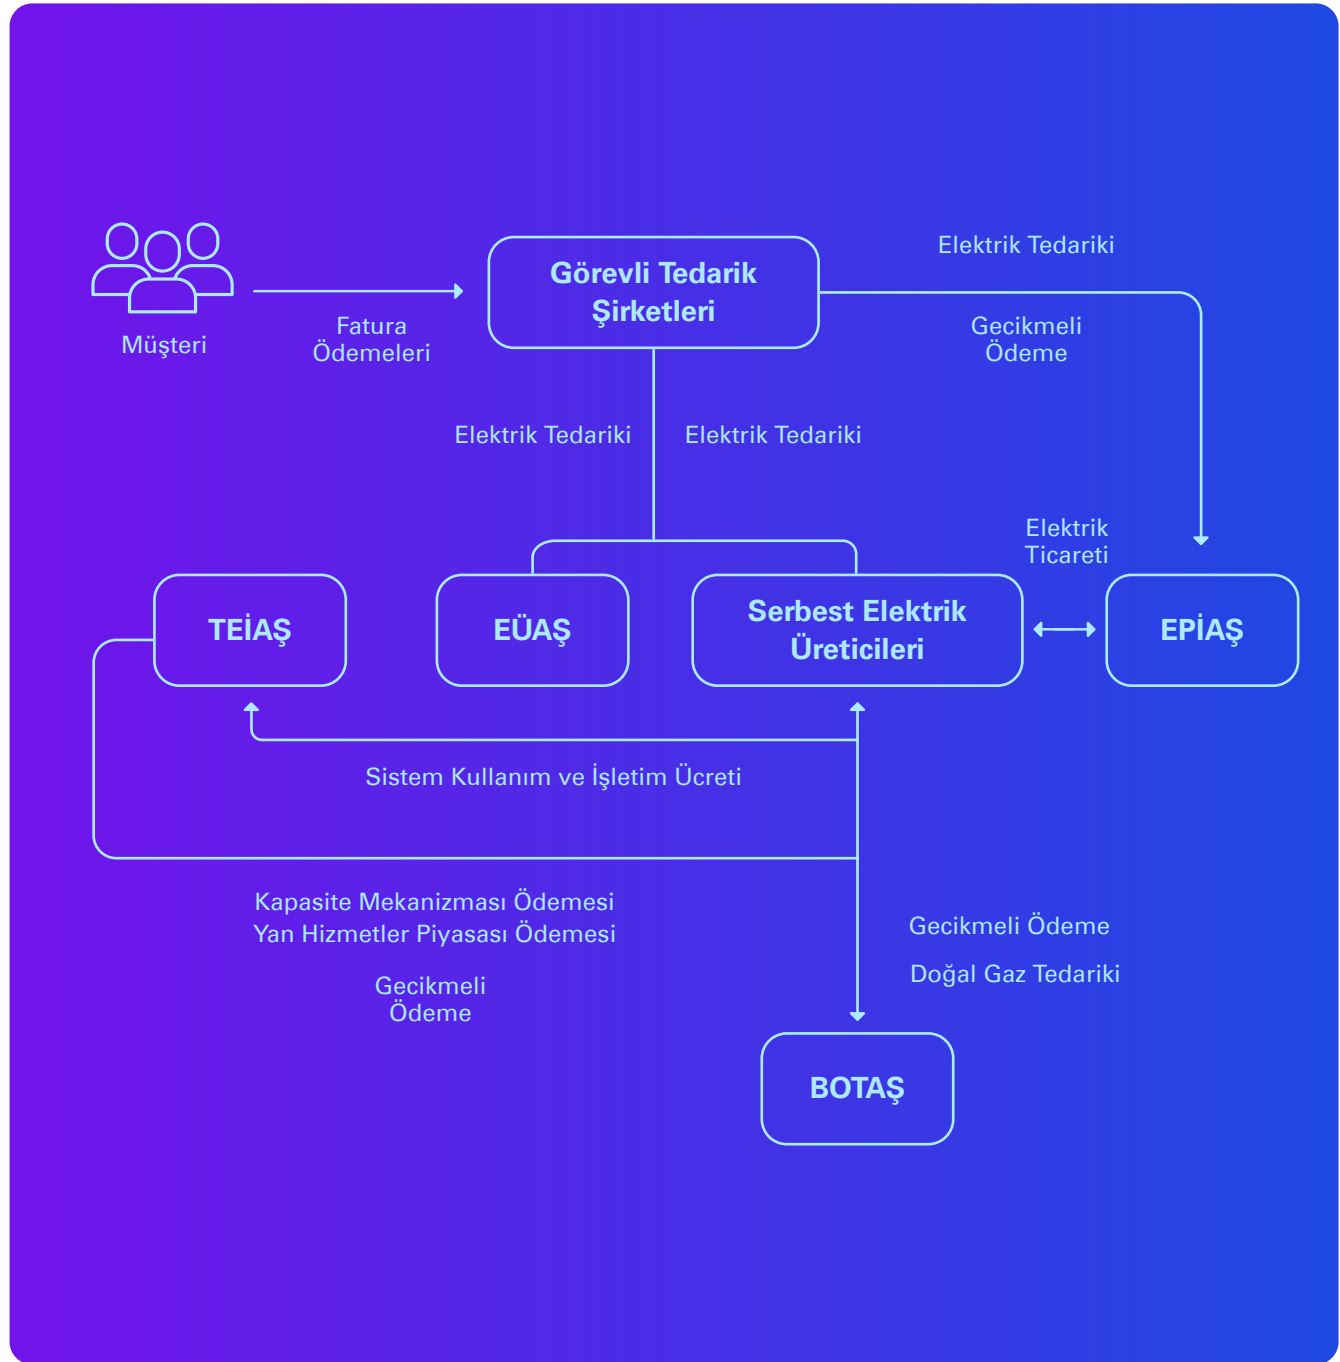 Görevli Tedarik
Şirketleri
Elektrik Tedariki
Müşteri
Fatura
Ödemeleri
Gecikmeli
Ödeme
Elektrik Tedariki
Elektrik Tedariki
Elektrik
Ticareti
TEİAŞ
EÜAŞ
Serbest Elektrik
Üreticileri
EPİAŞ
Sistem Kullanım ve İşletim Ücreti
Kapasite Mekanizması Ödemesi
Yan Hizmetler Piyasası Ödemesi
Gecikmeli
Ödeme
Gecikmeli Ödeme
Doğal Gaz Tedariki
BOTAŞ